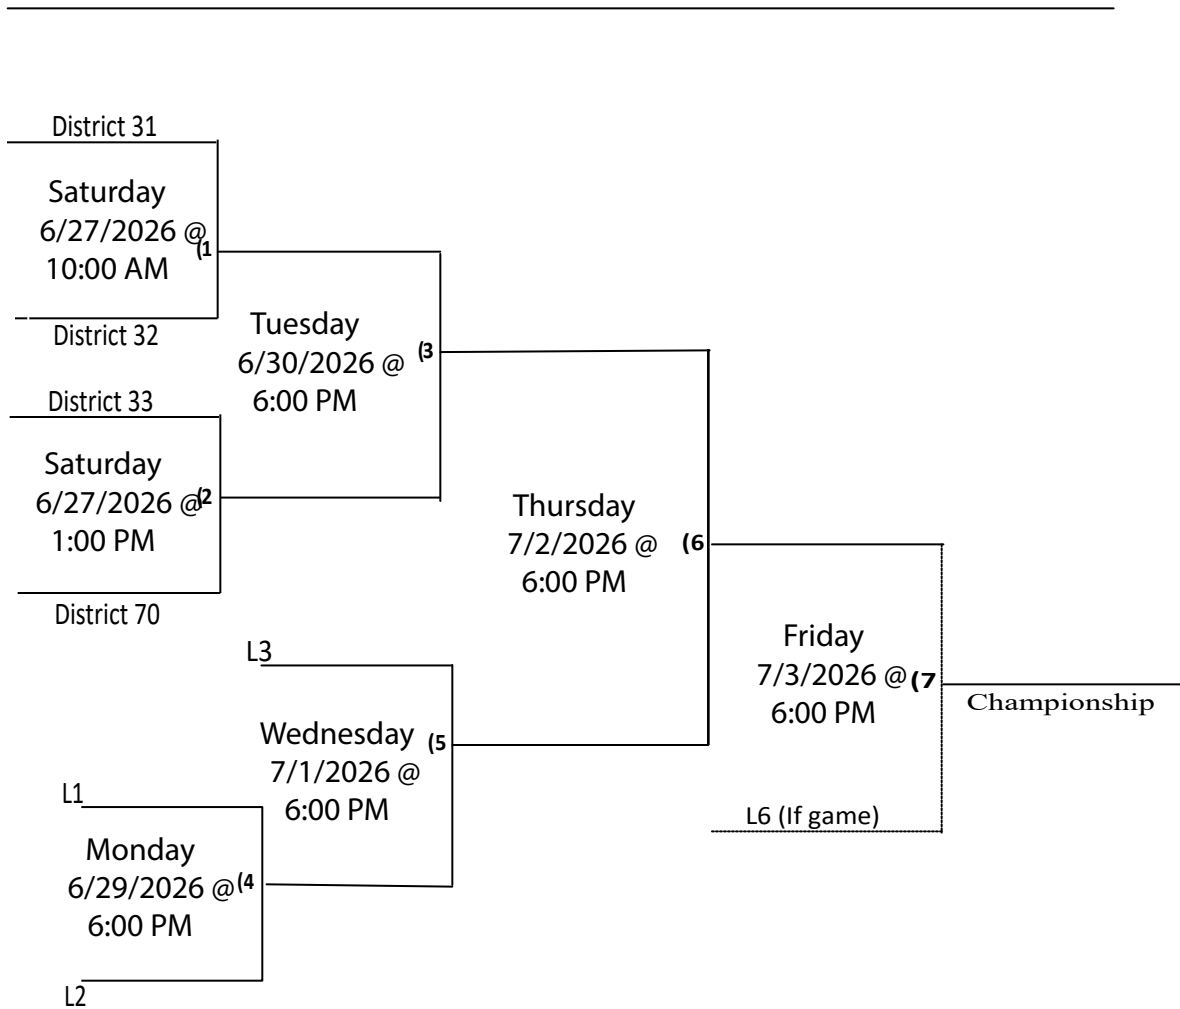 District 31
Saturday
6/27/2026 @
10:00 AM
(1
District 32
Tuesday
6/30/2026 @
6:00 PM
(3
District 33
Saturday
6/27/2026 @
1:00 PM
(2
District 70
Thursday
7/2/2026 @
6:00 PM
(6
L3
Wednesday
7/1/2026 @
6:00 PM
(5
Friday
7/3/2026 @
6:00 PM
(7
Championship
L1
Monday
6/29/2026 @
6:00 PM
(4
L2
L6 (If game)